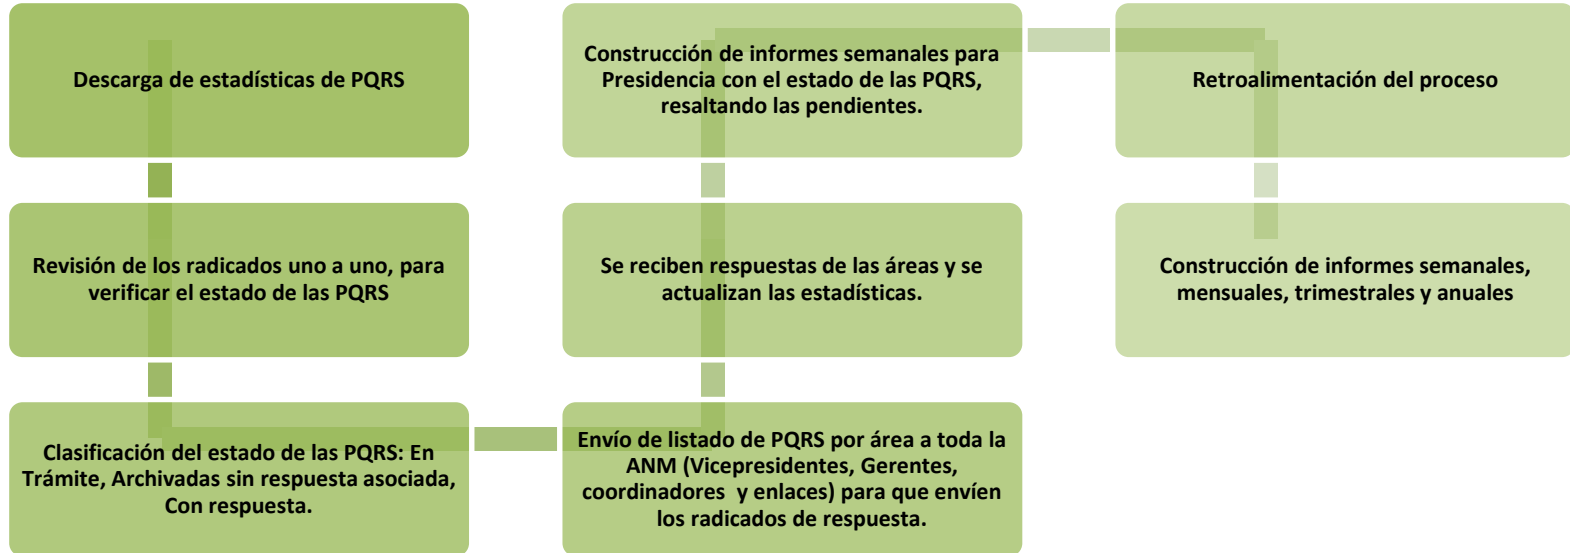 Descarga de estadísticas de PQRS
Revisión de los radicados uno a uno, para
verificar el estado de las PQRS
Clasificación del estado de las PQRS: En
Trámite, Archivadas sin respuesta asociada,
Con respuesta.
Envío de listado de PQRS por área a toda la
ANM (Vicepresidentes, Gerentes,
coordinadores y enlaces) para que envíen
los radicados de respuesta.
Se reciben respuestas de las áreas y se
actualizan las estadísticas.
Construcción de informes semanales para
Presidencia con el estado de las PQRS,
resaltando las pendientes.
Retroalimentación del proceso
Construcción de informes semanales,
mensuales, trimestrales y anuales